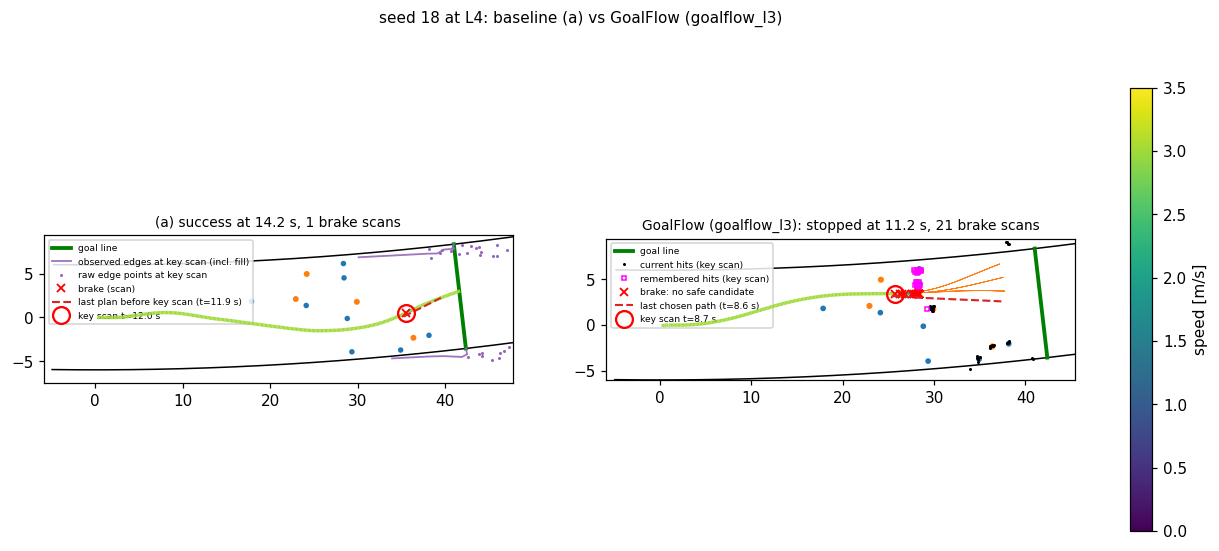 seed 18 at L4: baseline (a) vs GoalFlow (goalflow_l3)
(a) success at 14.2 s, 1 brake scans
goal line
observed edges at key scan (incl. fill)
raw edge points at key scan
brake (scan)
last plan before key scan (t=11.9 s)
key scan t=12.0 s
5
0
−5
0
10
20
30
40
GoalFlow (goalflow_l3): stopped at 11.2 s, 21 brake scans
goal line
current hits (key scan)
remembered hits (key scan)
brake: no safe candidate
last chosen path (t=8.6 s)
key scan t=8.7 s
5
0
−5
0
10
20
30
40
3.5
3.0
2.5
2.0
1.5
1.0
0.5
0.0
speed [m/s]